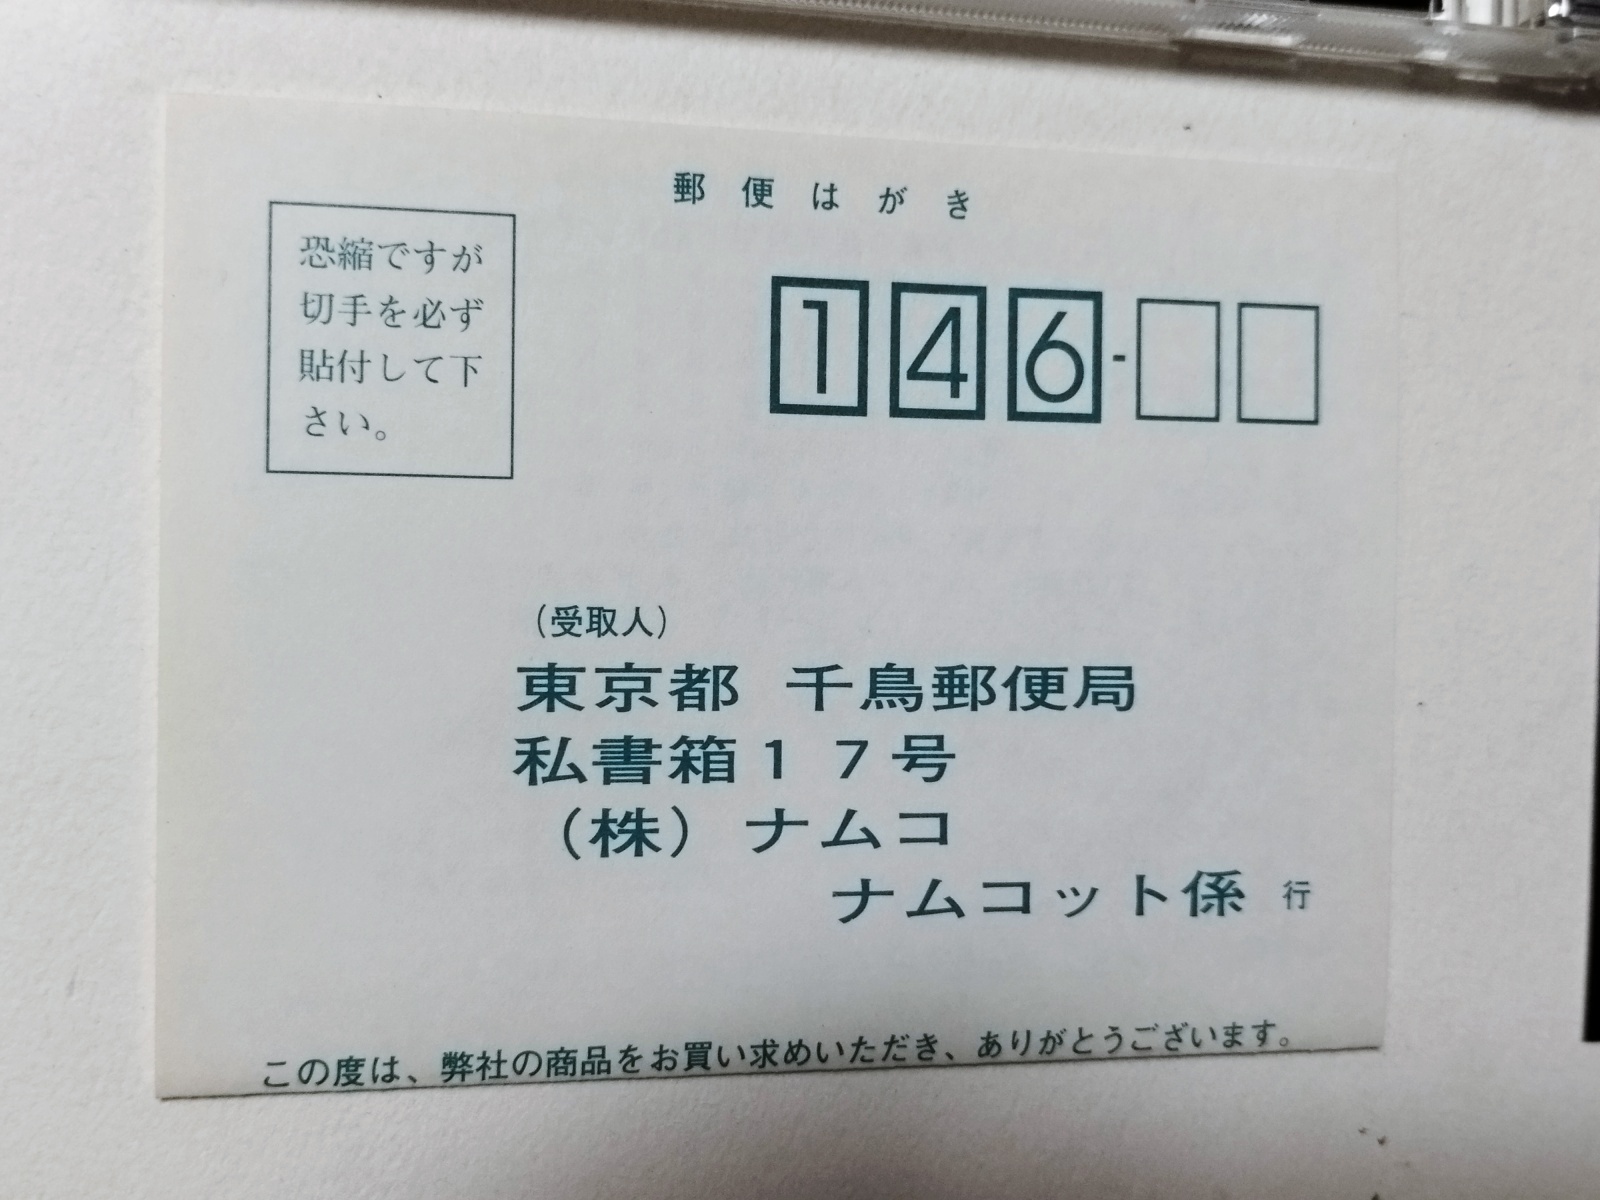 郵便はがき
恐縮ですが
切手を必ず
貼付して下
さい。
146-
(受取人)
東京都 千鳥郵便局
私書箱17号
(株)ナムコ
ナムコット係 行
この度は、弊社の商品をお買い求めいただき、ありがとうございます。